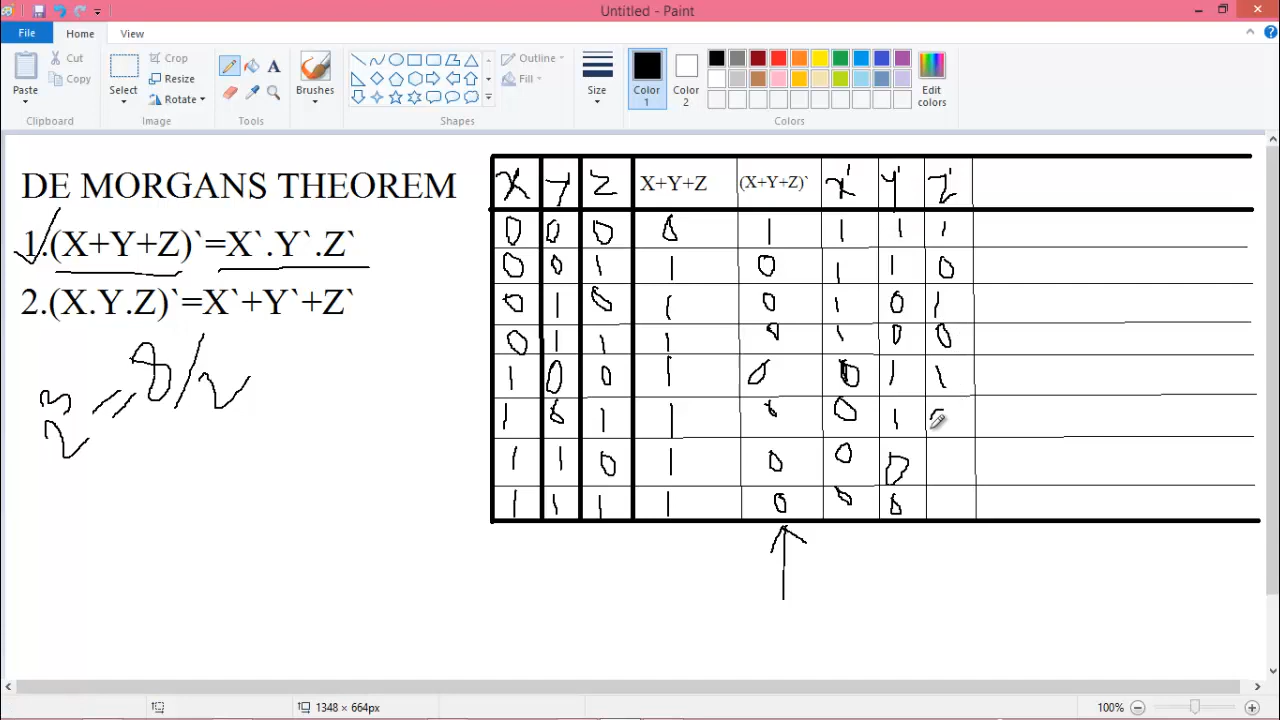 Untitled - Paint
File Home View
Paste
Cut
Copy
Clipboard
Select
Crop
Resize
Rotate
Image
Tools
Brushes
Shapes
Outline
Fill
Size
Color 1
Color 2
Colors
Edit colors
DE MORGANS THEOREM
1.(X+Y+Z)`=X`.Y`.Z`
2.(X.Y.Z)`=X`+Y`+Z`
2³ = 8/2
X Y Z X+Y+Z (X+Y+Z)` X' Y' Z'
0 0 0 0 1 1 1 1
0 0 1 1 0 1 1 0
0 1 0 1 0 1 0 1
0 1 1 1 0 1 0 0
1 0 0 1 0 0 1 1
1 0 1 1 0 0 1
1 1 0 1 0 0 0
1 1 1 1 0 0 0
1348 × 664px
100%